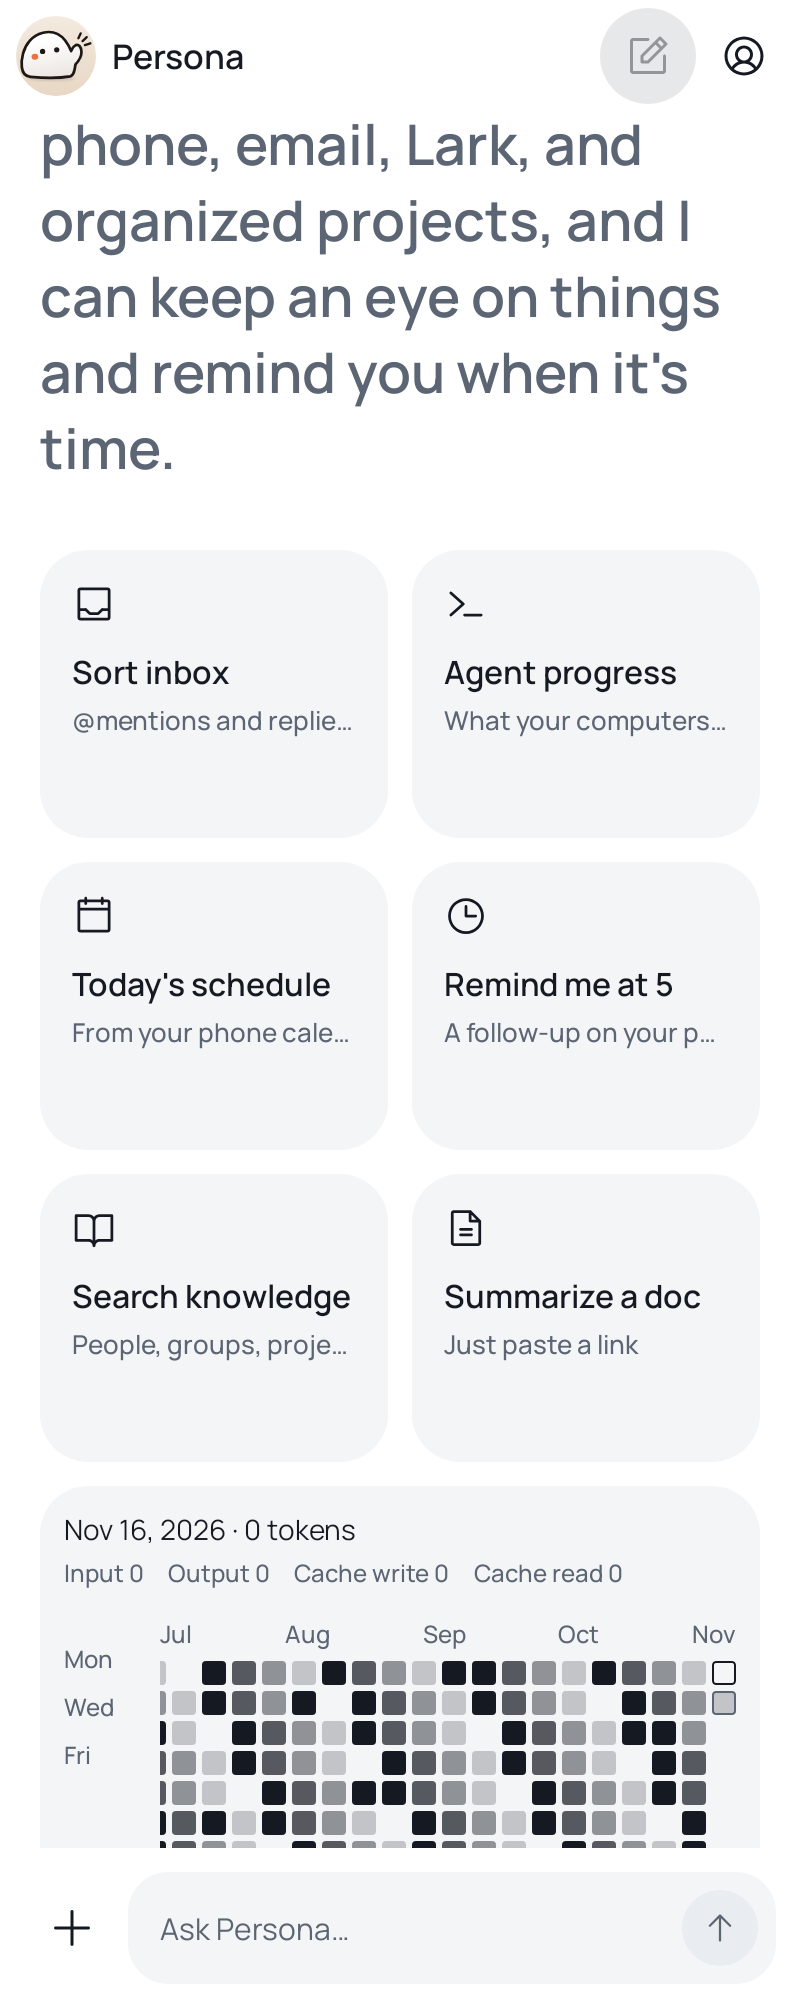 Persona
phone, email, Lark, and
organized projects, and I
can keep an eye on things
and remind you when it's
time.
Sort inbox
@mentions and replie...
Agent progress
What your computers...
Today's schedule
From your phone cale...
Remind me at 5
A follow-up on your p...
Search knowledge
People, groups, proje...
Summarize a doc
Just paste a link
Nov 16, 2026 · 0 tokens
Input 0 Output 0 Cache write 0 Cache read 0
Jul Aug Sep Oct Nov
Mon
Wed
Fri
Ask Persona...